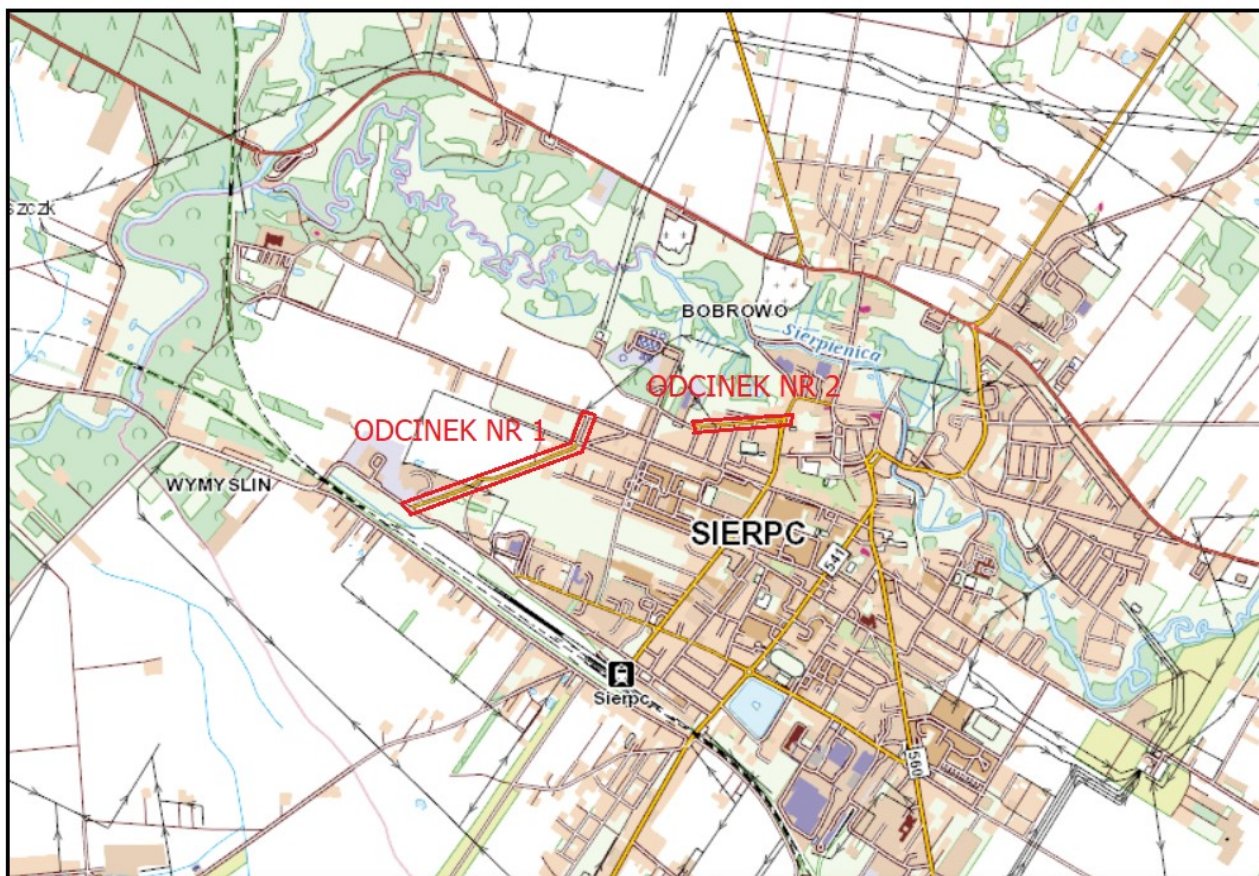 szczk
BOBROWO
Sierpienica
ODCINEK NR 2
ODCINEK NR 1
WYMYSLIN
SIERPC
541
Sierpc
560